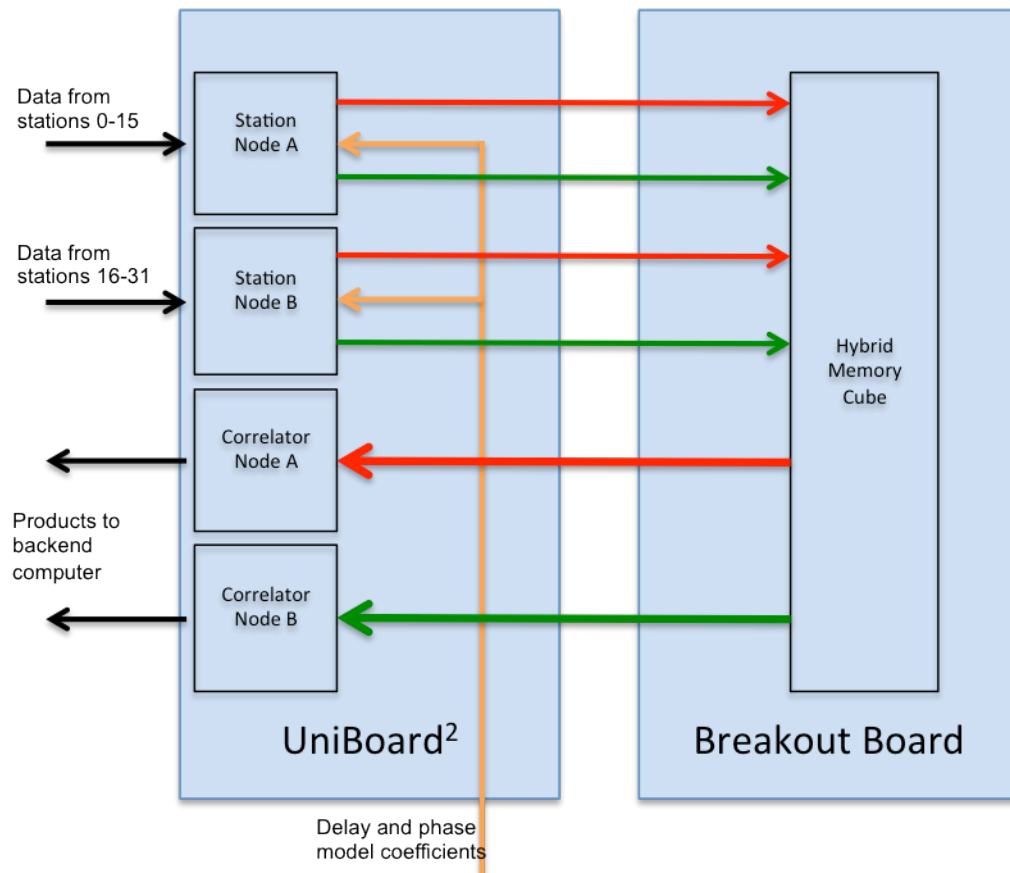 Data from
stations 0-15
Station
Node A
Data from
stations 16-31
Station
Node B
Hybrid
Memory
Cube
Correlator
Node A
Products to
backend
computer
Correlator
Node B
UniBoard²
Breakout Board
Delay and phase
model coefficients